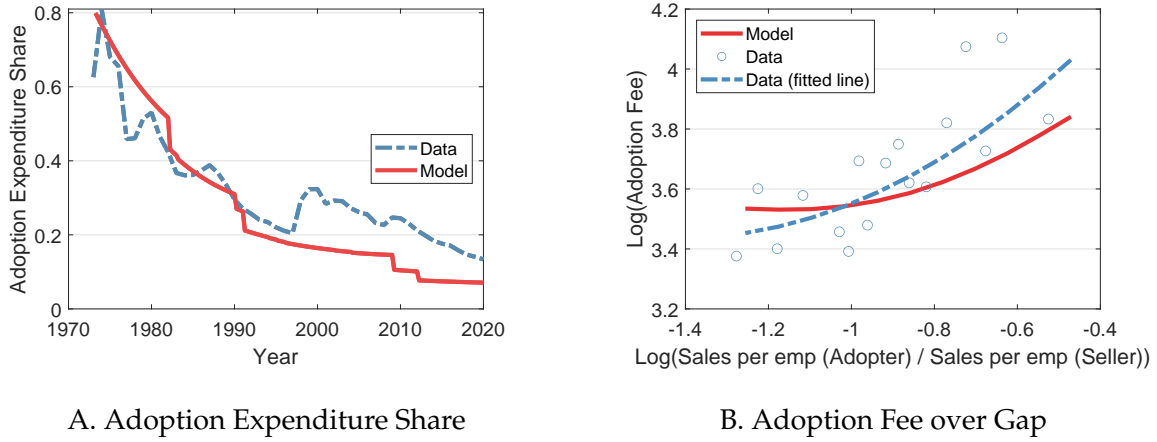 0.8
0.6
0.4
0.2
0
Adoption Expenditure Share
Data
Model
1970
1980
1990
2000
2010
2020
Year
A. Adoption Expenditure Share
4.2
4
3.8
3.6
3.4
3.2
Log(Adoption Fee)
Model
Data
Data (fitted line)
-1.4
-1.2
-1
-0.8
-0.6
-0.4
Log(Sales per emp (Adopter) / Sales per emp (Seller))
B. Adoption Fee over Gap